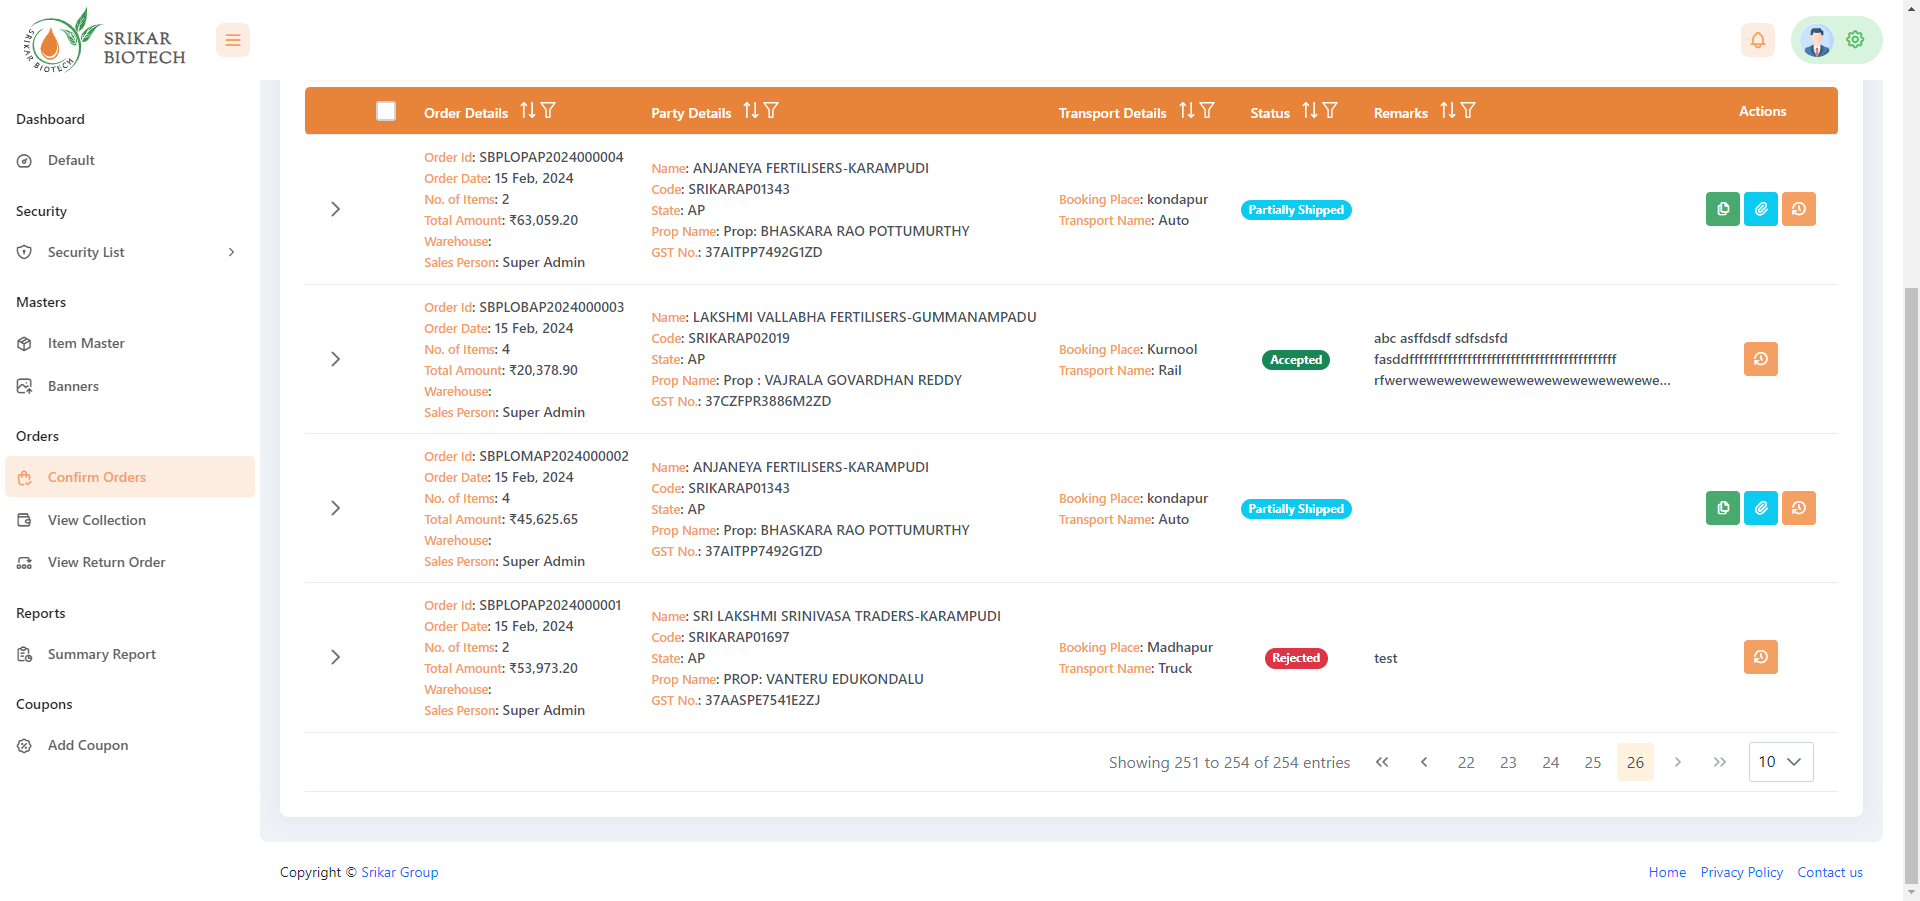 SRIKAR
BIOTECH
SRIKAR BIOTECH
Dashboard
Default
Security
Security List
Masters
Item Master
Banners
Orders
Confirm Orders
View Collection
View Return Order
Reports
Summary Report
Coupons
Add Coupon
Order Details Party Details Transport Details Status Remarks Actions
Order Id: SBPLOPAP2024000004
Order Date: 15 Feb, 2024
No. of Items: 2
Total Amount: ₹63,059.20
Warehouse:
Sales Person: Super Admin
Name: ANJANEYA FERTILISERS-KARAMPUDI
Code: SRIKARAP01343
State: AP
Prop Name: Prop: BHASKARA RAO POTTUMURTHY
GST No.: 37AITPP7492G1ZD
Booking Place: kondapur
Transport Name: Auto
Partially Shipped
Order Id: SBPLOBAP2024000003
Order Date: 15 Feb, 2024
No. of Items: 4
Total Amount: ₹20,378.90
Warehouse:
Sales Person: Super Admin
Name: LAKSHMI VALLABHA FERTILISERS-GUMMANAMPADU
Code: SRIKARAP02019
State: AP
Prop Name: Prop : VAJRALA GOVARDHAN REDDY
GST No.: 37CZFPR3886M2ZD
Booking Place: Kurnool
Transport Name: Rail
Accepted
abc asffdsdf sdfsdsfd
Order Id: SBPLOMAP2024000002
Order Date: 15 Feb, 2024
No. of Items: 4
Total Amount: ₹45,625.65
Warehouse:
Sales Person: Super Admin
Name: ANJANEYA FERTILISERS-KARAMPUDI
Code: SRIKARAP01343
State: AP
Prop Name: Prop: BHASKARA RAO POTTUMURTHY
GST No.: 37AITPP7492G1ZD
Booking Place: kondapur
Transport Name: Auto
Partially Shipped
Order Id: SBPLOPAP2024000001
Order Date: 15 Feb, 2024
No. of Items: 2
Total Amount: ₹53,973.20
Warehouse:
Sales Person: Super Admin
Name: SRI LAKSHMI SRINIVASA TRADERS-KARAMPUDI
Code: SRIKARAP01697
State: AP
Prop Name: PROP: VANTERU EDUKONDALU
GST No.: 37AASPE7541E2ZJ
Booking Place: Madhapur
Transport Name: Truck
Rejected
test
Showing 251 to 254 of 254 entries 22 23 24 25 26 10
Copyright © Srikar Group
Home Privacy Policy Contact us